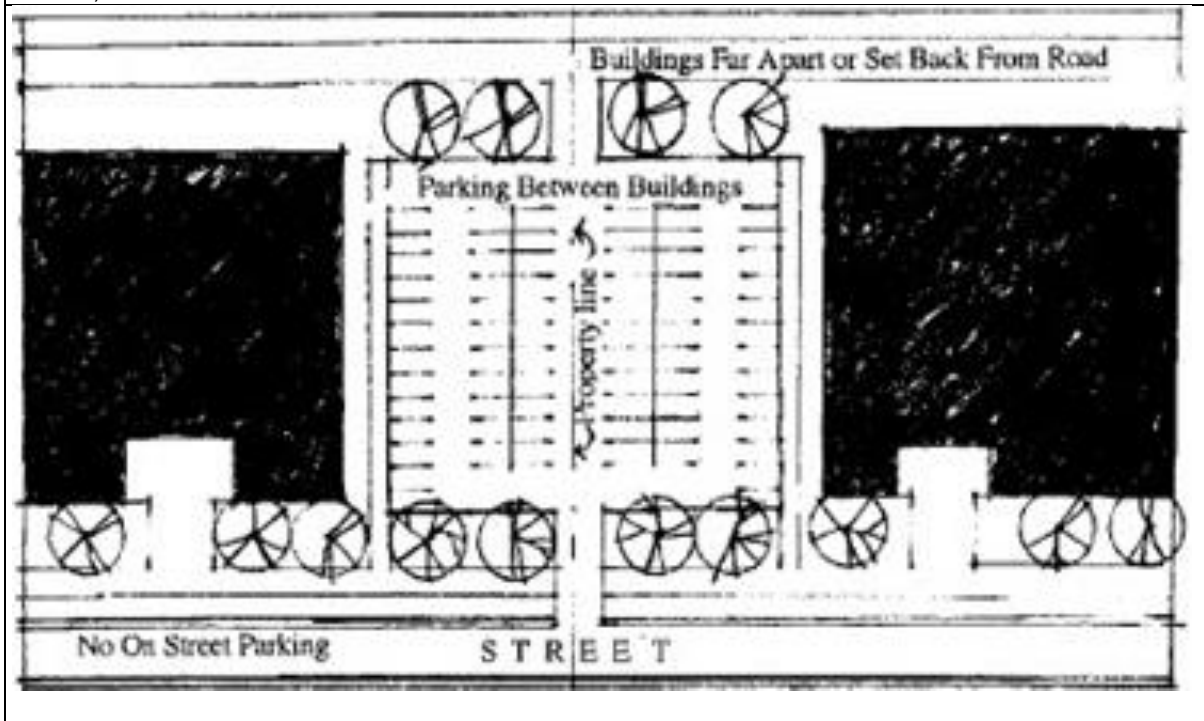 Buildings Far Apart or Set Back From Road
Parking Between Buildings
Property line
No On Street Parking
STREET